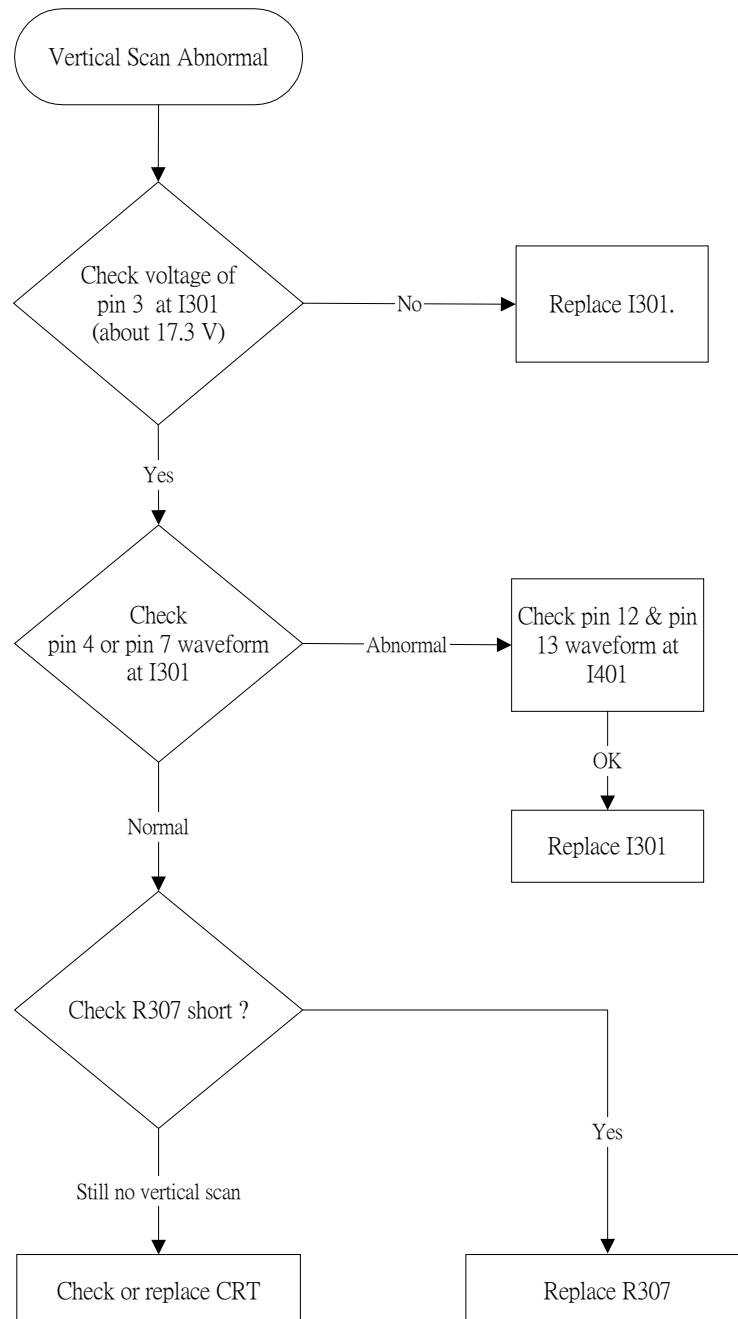 Vertical Scan Abnormal
Check voltage of
pin 3 at I301
(about 17.3 V)
No
Replace I301.
Yes
Check
pin 4 or pin 7 waveform
at I301
Abnormal
Check pin 12 & pin
13 waveform at
I401
OK
Replace I301
Normal
Check R307 short ?
Yes
Still no vertical scan
Check or replace CRT
Replace R307